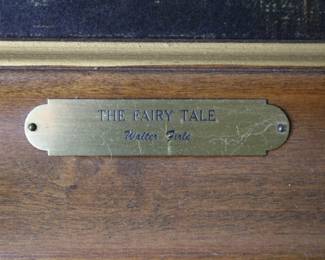 THE FAIRY TALE
Walter Firle